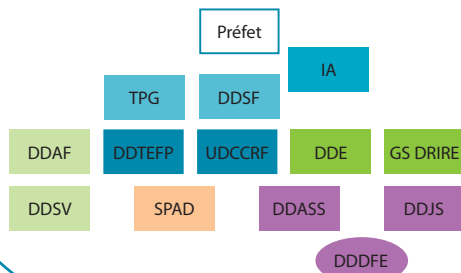 Préfet
IA
TPG DDSF
DDAF DDTEFP UDCCRF DDE GS DRIRE
DDSV SPAD DDASS DDJS
DDDFE